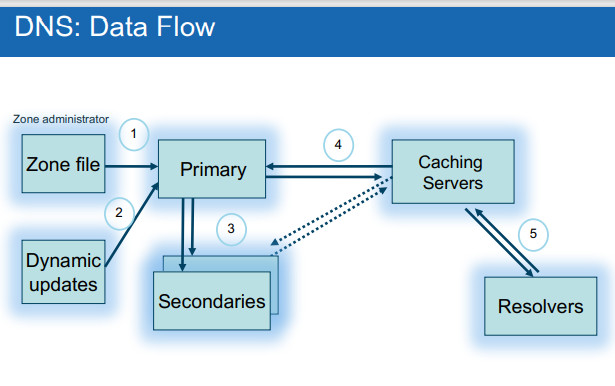 DNS: Data Flow
Zone administrator
1
4
Zone file
Primary
Caching
Servers
2
3
5
Dynamic
updates
Secondaries
Resolvers